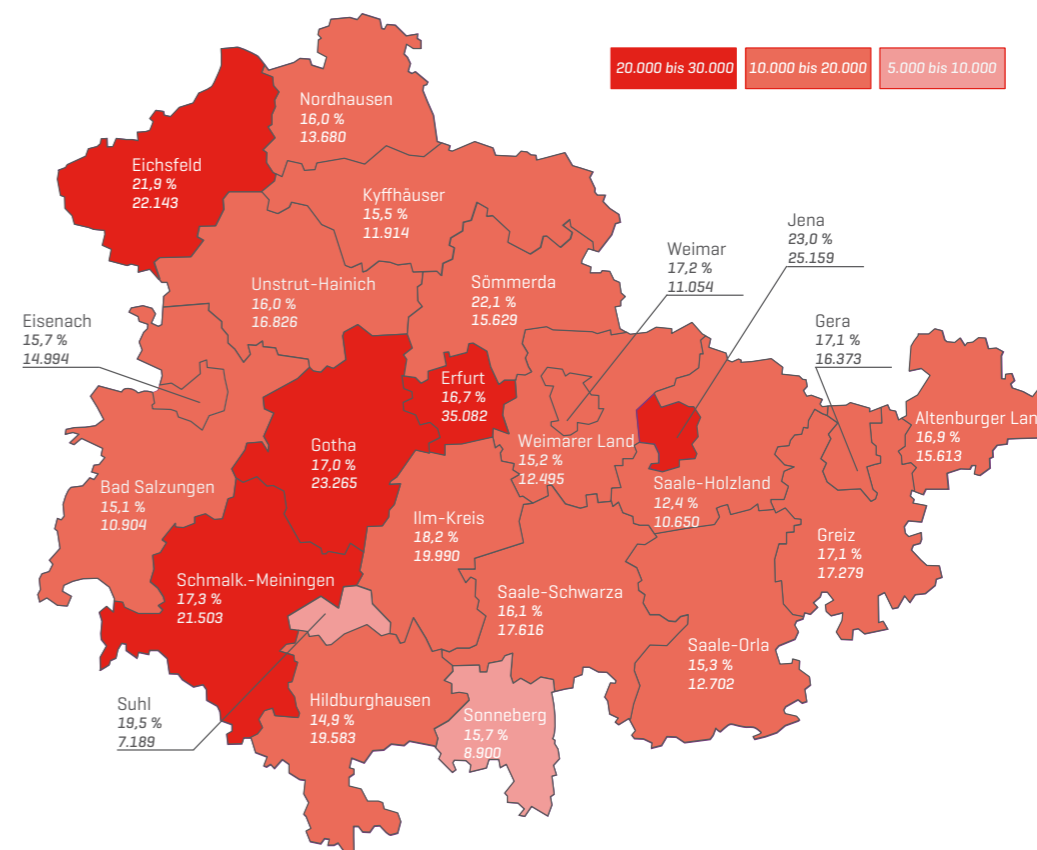 20.000 bis 30.000
10.000 bis 20.000
5.000 bis 10.000
Nordhausen
16,0 %
13.680
Eichsfeld
21,9 %
22.143
Kyffhäuser
15,5 %
11.914
Jena
23,0 %
25.159
Weimar
17,2 %
11.054
Unstrut-Hainich
16,0 %
16.826
Sömmerda
22,1 %
15.629
Eisenach
15,7 %
14.994
Gera
17,1 %
16.373
Erfurt
16,7 %
35.082
Altenburger Lan
16,9 %
15.613
Gotha
17,0 %
23.265
Weimarer Land
15,2 %
12.495
Saale-Holzland
12,4 %
10.650
Bad Salzungen
15,1 %
10.904
Ilm-Kreis
18,2 %
19.990
Greiz
17,1 %
17.279
Schmalk.-Meiningen
17,3 %
21.503
Saale-Schwarza
16,1 %
17.616
Saale-Orla
15,3 %
12.702
Suhl
19,5 %
7.189
Hildburghausen
14,9 %
19.583
Sonneberg
15,7 %
8.900